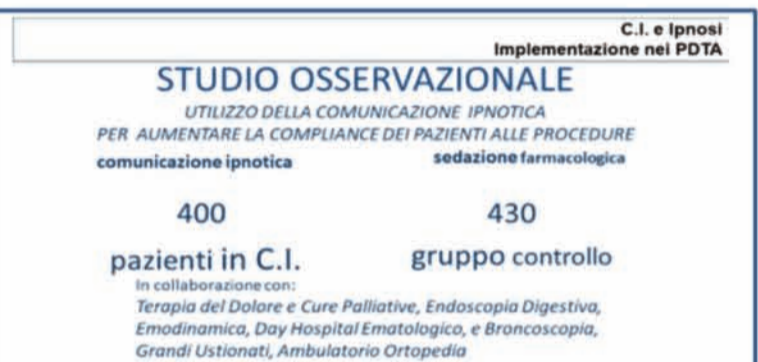 C.I. e Ipnosi
Implementazione nei PDTA
STUDIO OSSERVAZIONALE
UTILIZZO DELLA COMUNICAZIONE IPNOTICA
PER AUMENTARE LA COMPLIANCE DEI PAZIENTI ALLE PROCEDURE
comunicazione ipnotica sedazione farmacologica
400 430
pazienti in C.I. gruppo controllo
In collaborazione con:
Terapia del Dolore e Cure Palliative, Endoscopia Digestiva,
Emodinamica, Day Hospital Ematologico, e Broncoscopia,
Grandi Ustionati, Ambulatorio Ortopedia